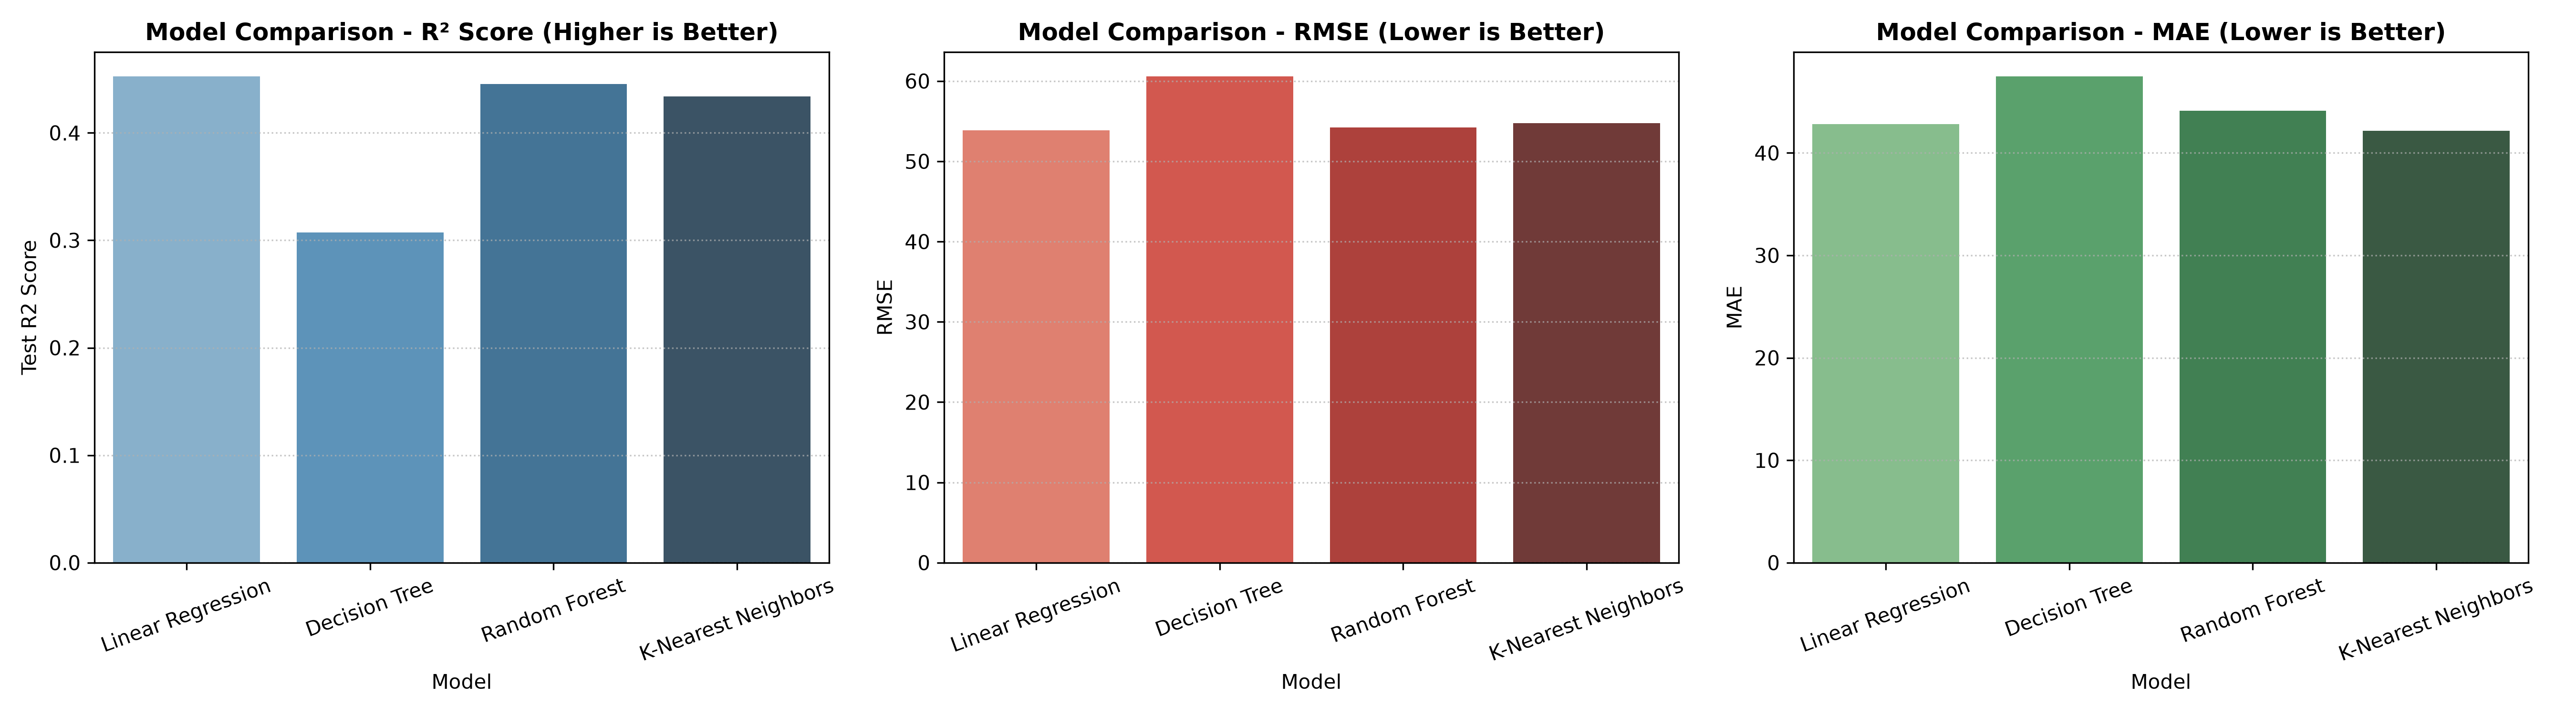 Model Comparison - R² Score (Higher is Better)
Test R2 Score
0.4
0.3
0.2
0.1
0.0
Linear Regression
Decision Tree
Random Forest
K-Nearest Neighbors
Model
Model Comparison - RMSE (Lower is Better)
RMSE
60
50
40
30
20
10
0
Linear Regression
Decision Tree
Random Forest
K-Nearest Neighbors
Model
Model Comparison - MAE (Lower is Better)
MAE
40
30
20
10
0
Linear Regression
Decision Tree
Random Forest
K-Nearest Neighbors
Model